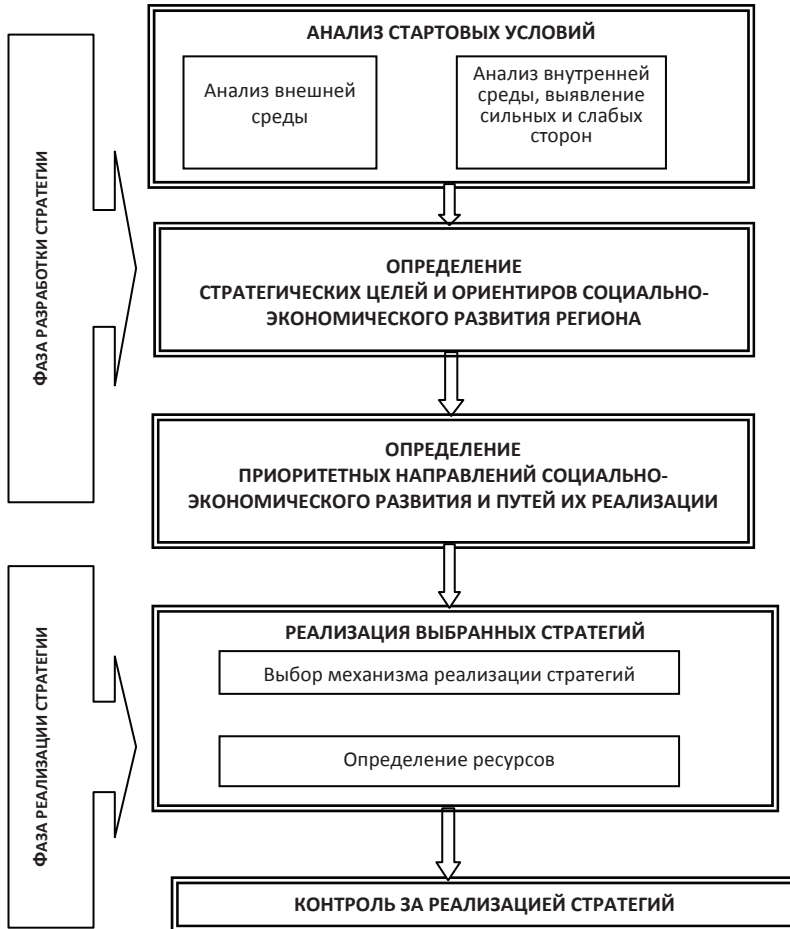 ФАЗА РАЗРАБОТКИ СТРАТЕГИИ
АНАЛИЗ СТАРТОВЫХ УСЛОВИЙ
Анализ внешней
среды
Анализ внутренней
среды, выявление
сильных и слабых
сторон
ОПРЕДЕЛЕНИЕ
СТРАТЕГИЧЕСКИХ ЦЕЛЕЙ И ОРИЕНТИРОВ СОЦИАЛЬНО-
ЭКОНОМИЧЕСКОГО РАЗВИТИЯ РЕГИОНА
ОПРЕДЕЛЕНИЕ
ПРИОРИТЕТНЫХ НАПРАВЛЕНИЙ СОЦИАЛЬНО-
ЭКОНОМИЧЕСКОГО РАЗВИТИЯ И ПУТЕЙ ИХ РЕАЛИЗАЦИИ
ФАЗА РЕАЛИЗАЦИИ СТРАТЕГИИ
РЕАЛИЗАЦИЯ ВЫБРАННЫХ СТРАТЕГИЙ
Выбор механизма реализации стратегий
Определение ресурсов
КОНТРОЛЬ ЗА РЕАЛИЗАЦИЕЙ СТРАТЕГИЙ